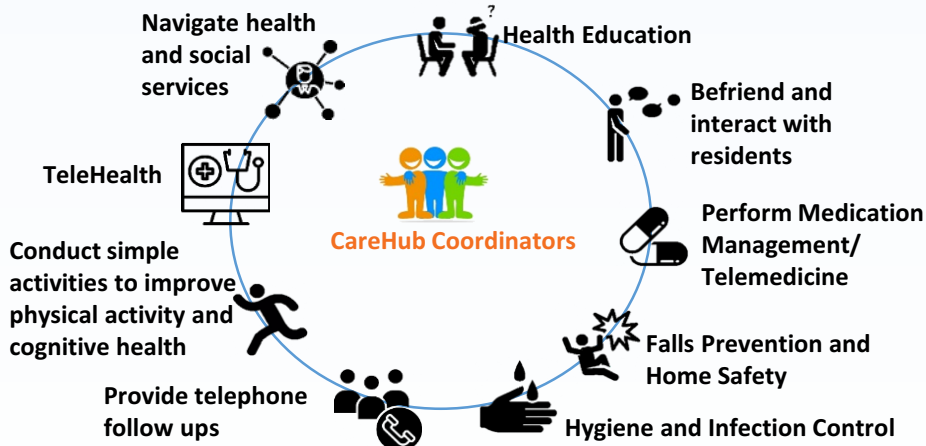 Navigate health
and social
services
?
Health Education
Befriend and
interact with
residents
TeleHealth
CareHub Coordinators
Perform Medication
Management/
Telemedicine
Conduct simple
activities to improve
physical activity and
cognitive health
Falls Prevention and
Home Safety
Provide telephone
follow ups
Hygiene and Infection Control